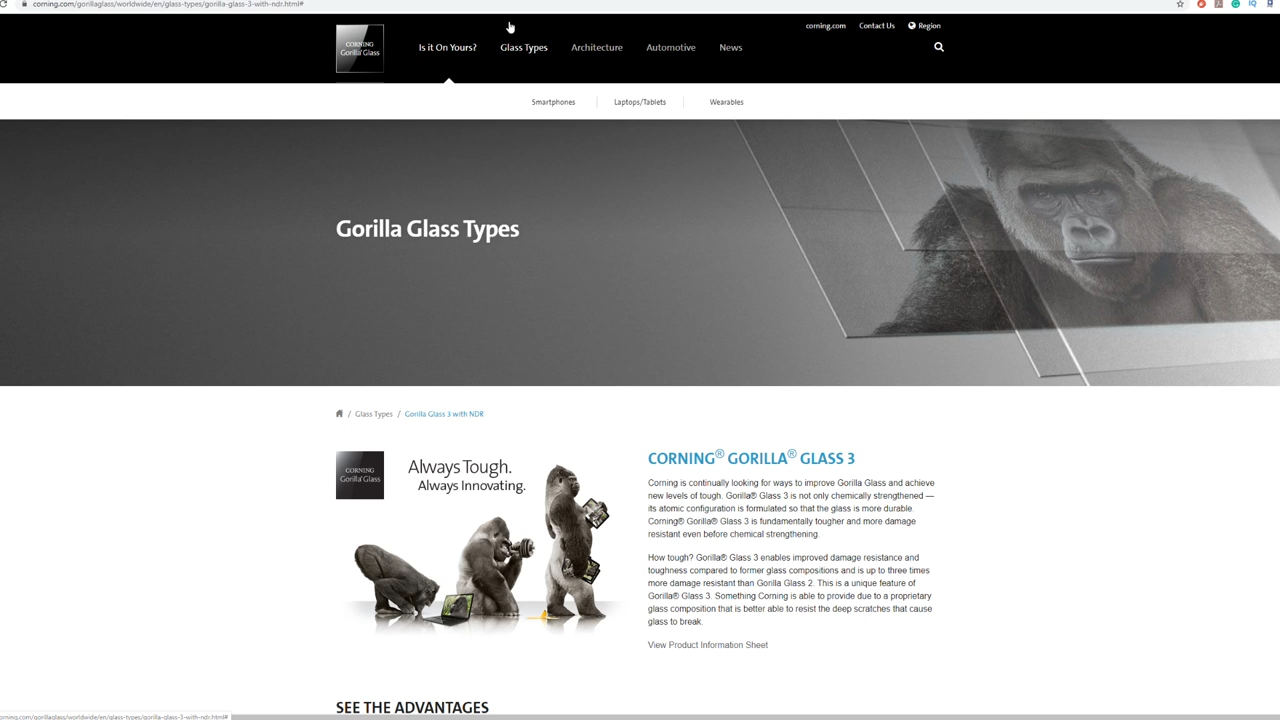 corning.com/gorillaglass/worldwide/en/glass-types/gorilla-glass-3-with-ndr.html#
corning.com
Contact Us
Region
CORNING
Gorilla Glass
Is it On Yours?
Glass Types
Architecture
Automotive
News
Smartphones
Laptops/Tablets
Wearables
Gorilla Glass Types
/ Glass Types / Gorilla Glass 3 with NDR
CORNING
Gorilla Glass
Always Tough.
Always Innovating.
CORNING® GORILLA® GLASS 3
Corning is continually looking for ways to improve Gorilla Glass and achieve
new levels of tough. Gorilla® Glass 3 is not only chemically strengthened —
its atomic configuration is formulated so that the glass is more durable.
Corning® Gorilla® Glass 3 is fundamentally tougher and more damage
resistant even before chemical strengthening.
How tough? Gorilla® Glass 3 enables improved damage resistance and
toughness compared to former glass compositions and is up to three times
more damage resistant than Gorilla Glass 2. This is a unique feature of
Gorilla® Glass 3. Something Corning is able to provide due to a proprietary
glass composition that is better able to resist the deep scratches that cause
glass to break.
View Product Information Sheet
SEE THE ADVANTAGES
orning.com/gorillaglass/worldwide/en/glass-types/gorilla-glass-3-with-ndr.html#